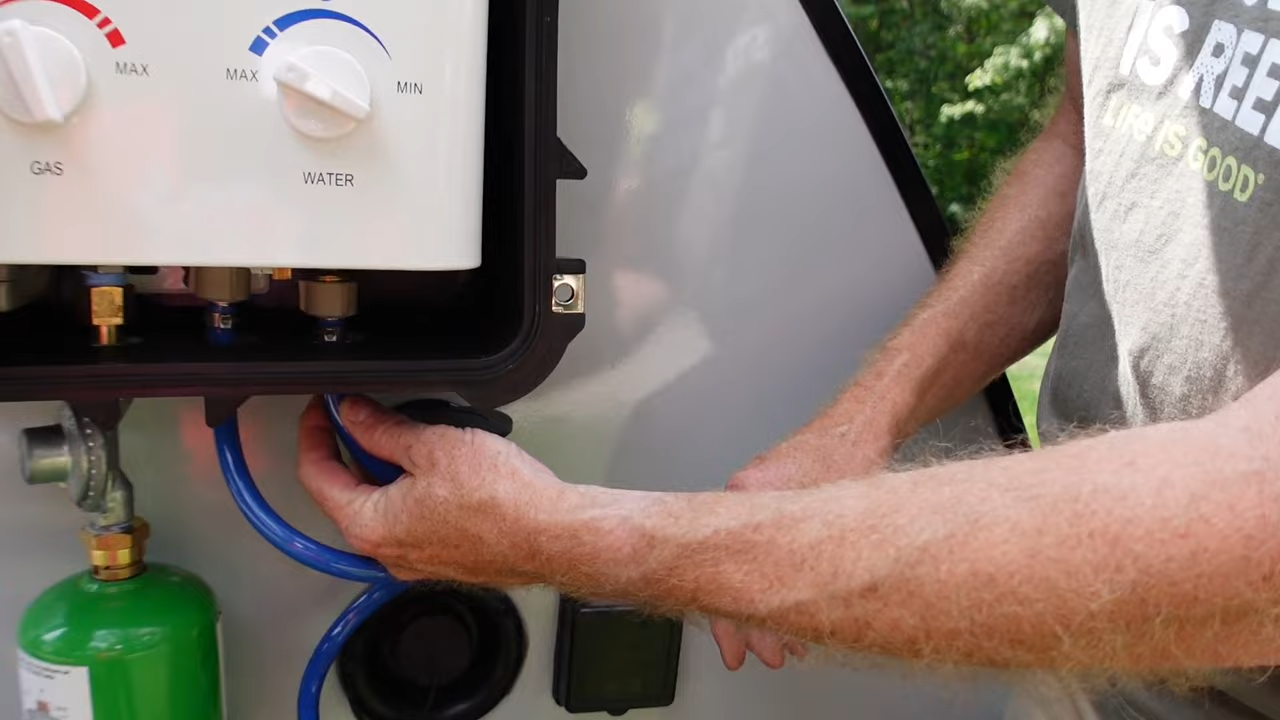 MAX
MAX
MIN
GAS
WATER
IS REE
LIFE IS GOOD®